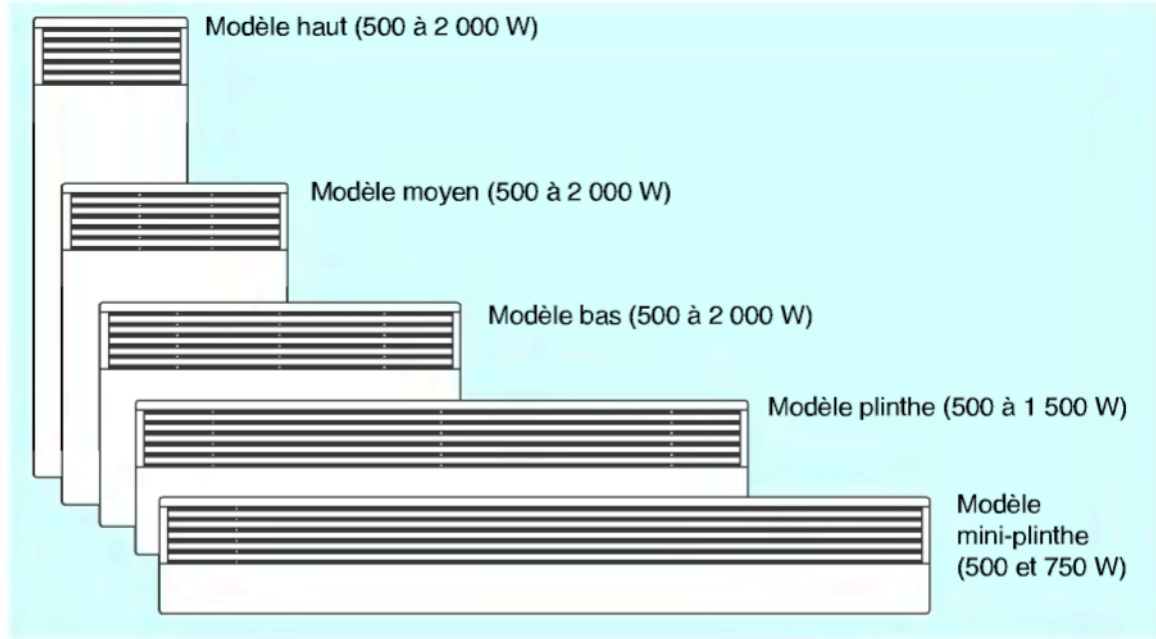 Modèle haut (500 à 2 000 W)
Modèle moyen (500 à 2 000 W)
Modèle bas (500 à 2 000 W)
Modèle plinthe (500 à 1 500 W)
Modèle
mini-plinthe
(500 et 750 W)